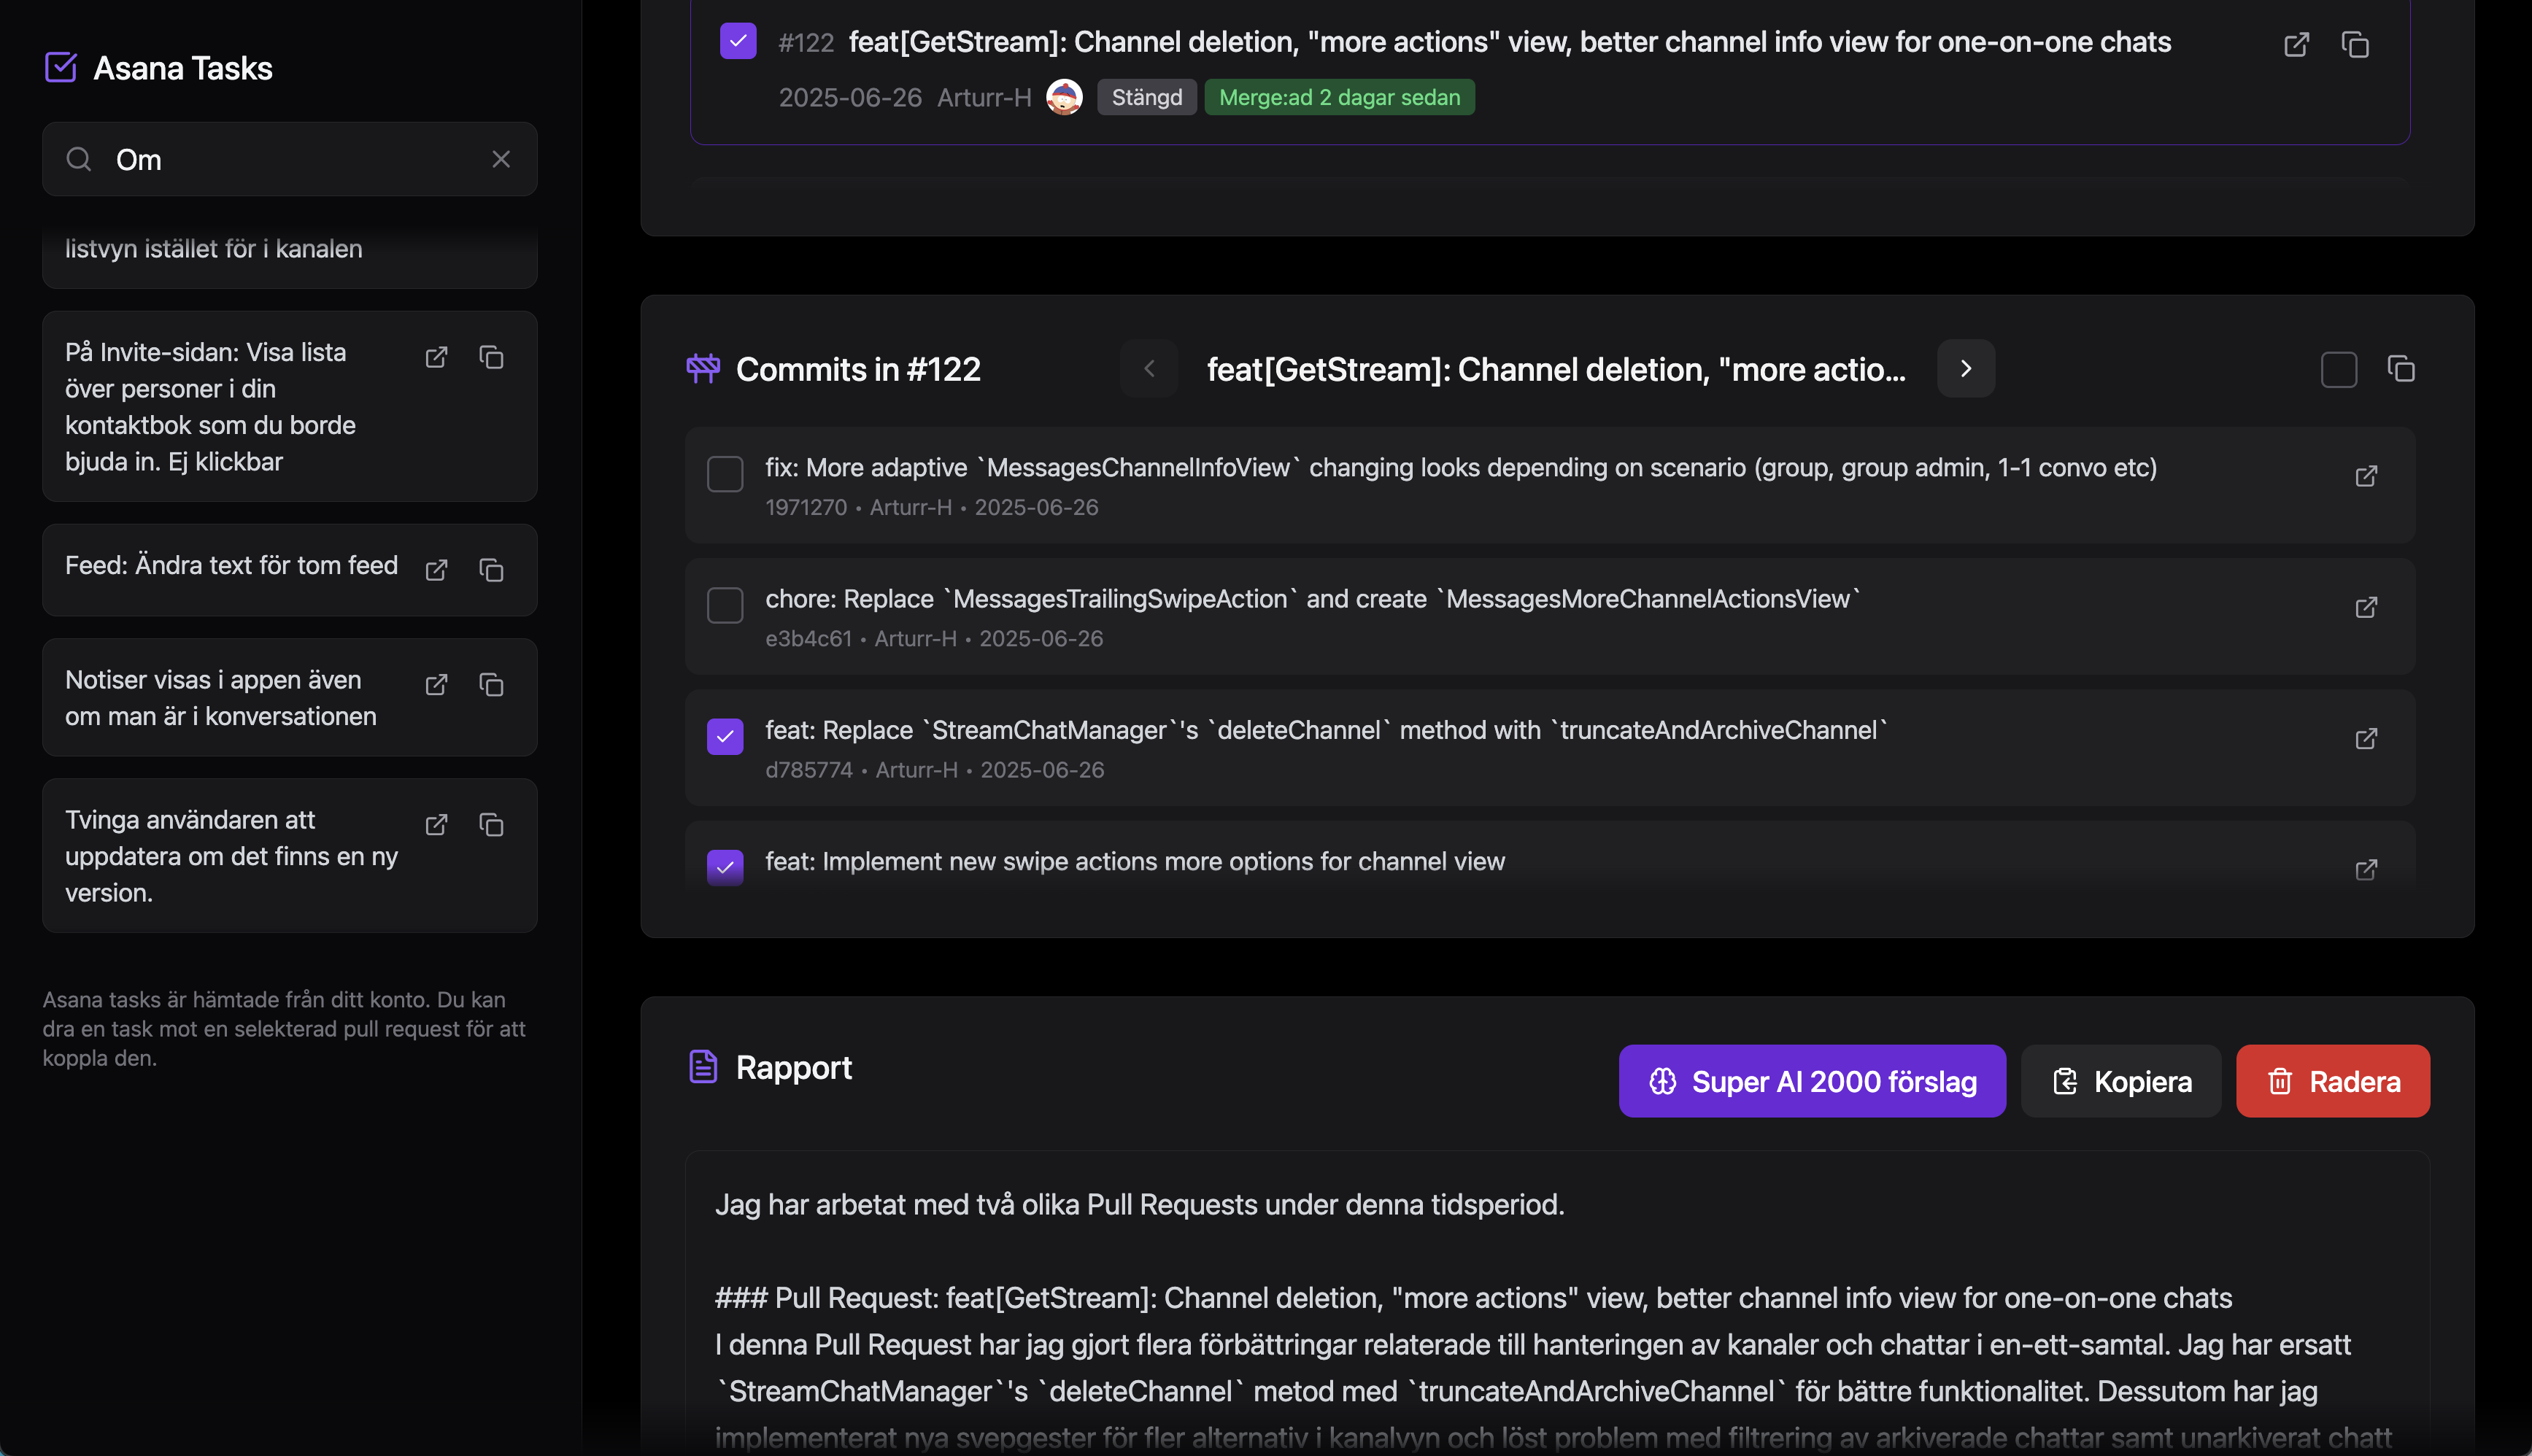 Asana Tasks
Om
listvyn istället för i kanalen
På Invite-sidan: Visa lista
över personer i din
kontaktbok som du borde
bjuda in. Ej klickbar
Feed: Ändra text för tom feed
Notiser visas i appen även
om man är i konversationen
Tvinga användaren att
uppdatera om det finns en ny
version.
Asana tasks är hämtade från ditt konto. Du kan
dra en task mot en selekterad pull request för att
koppla den.
#122 feat[GetStream]: Channel deletion, "more actions" view, better channel info view for one-on-one chats
2025-06-26 Arturr-H Stängd Merge:ad 2 dagar sedan
Commits in #122 feat[GetStream]: Channel deletion, "more actio...
fix: More adaptive `MessagesChannelInfoView` changing looks depending on scenario (group, group admin, 1-1 convo etc)
1971270 • Arturr-H • 2025-06-26
chore: Replace `MessagesTrailingSwipeAction` and create `MessagesMoreChannelActionsView`
e3b4c61 • Arturr-H • 2025-06-26
feat: Replace `StreamChatManager`'s `deleteChannel` method with `truncateAndArchiveChannel`
d785774 • Arturr-H • 2025-06-26
feat: Implement new swipe actions more options for channel view
Rapport
Super AI 2000 förslag
Kopiera
Radera
Jag har arbetat med två olika Pull Requests under denna tidsperiod.
### Pull Request: feat[GetStream]: Channel deletion, "more actions" view, better channel info view for one-on-one chats
I denna Pull Request har jag gjort flera förbättringar relaterade till hanteringen av kanaler och chattar i en-ett-samtal. Jag har ersatt
`StreamChatManager`'s `deleteChannel` metod med `truncateAndArchiveChannel` för bättre funktionalitet. Dessutom har jag
implementerat nya svepgester för fler alternativ i kanalvyn och löst problem med filtrering av arkiverade chattar samt unarkiverat chatt